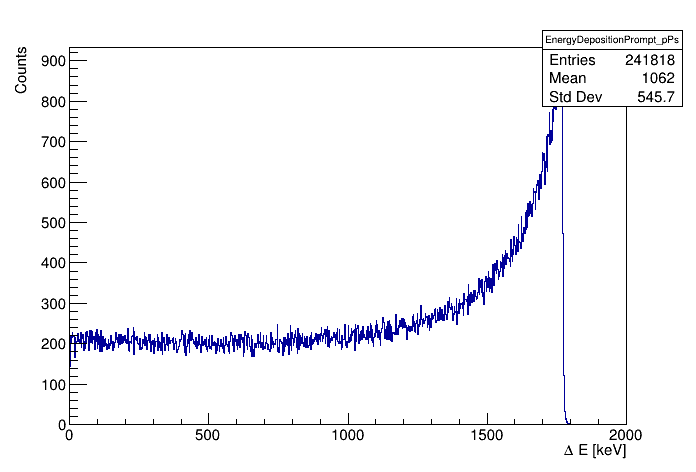 EnergyDepositionPrompt_pPs
Entries 241818
Mean 1062
Std Dev 545.7
Counts
900
800
700
600
500
400
300
200
100
0
0 500 1000 1500 2000
Δ E [keV]